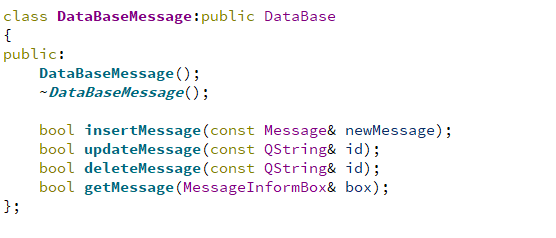 class DataBaseMessage:public DataBase
{
public:
    DataBaseMessage();
    ~DataBaseMessage();

    bool insertMessage(const Message& newMessage);
    bool updateMessage(const QString& id);
    bool deleteMessage(const QString& id);
    bool getMessage(MessageInformBox& box);
};